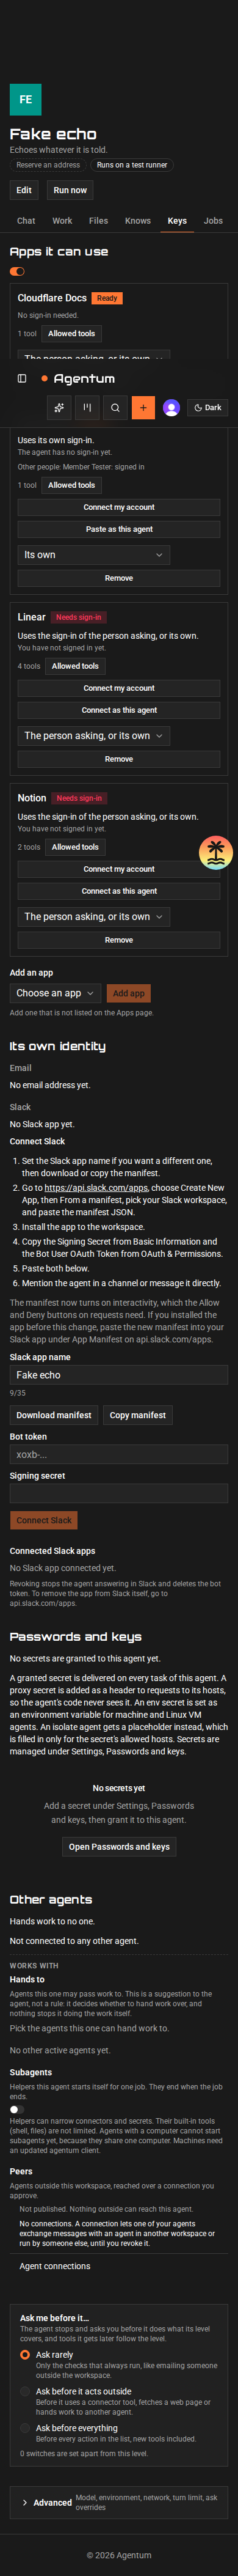 FE
Fake echo
Echoes whatever it is told.
Reserve an address
Runs on a test runner
Edit
Run now
Chat
Work
Files
Knows
Keys
Jobs
Apps it can use
Cloudflare Docs
Ready
No sign-in needed.
1 tool
Allowed tools
Agentum
Dark
Uses its own sign-in.
The agent has no sign-in yet.
Other people: Member Tester: signed in
1 tool
Allowed tools
Connect my account
Paste as this agent
Its own
Remove
Linear
Needs sign-in
Uses the sign-in of the person asking, or its own.
You have not signed in yet.
4 tools
Allowed tools
Connect my account
Connect as this agent
The person asking, or its own
Remove
Notion
Needs sign-in
Uses the sign-in of the person asking, or its own.
You have not signed in yet.
2 tools
Allowed tools
Connect my account
Connect as this agent
The person asking, or its own
Remove
Add an app
Choose an app
Add app
Add one that is not listed on the Apps page.
Its own identity
Email
No email address yet.
Slack
No Slack app yet.
Connect Slack
1. Set the Slack app name if you want a different one,
then download or copy the manifest.
2. Go to https://api.slack.com/apps, choose Create New
App, then From a manifest, pick your Slack workspace,
and paste the manifest JSON.
3. Install the app to the workspace.
4. Copy the Signing Secret from Basic Information and
the Bot User OAuth Token from OAuth & Permissions.
5. Paste both below.
6. Mention the agent in a channel or message it directly.
The manifest now turns on interactivity, which the Allow
and Deny buttons on requests need. If you installed the
app before this change, paste the new manifest into your
Slack app under App Manifest on api.slack.com/apps.
Slack app name
Fake echo
9/35
Download manifest
Copy manifest
Bot token
xoxb-...
Signing secret
Connect Slack
Connected Slack apps
No Slack app connected yet.
Revoking stops the agent answering in Slack and deletes the bot
token. To remove the app from Slack itself, go to
api.slack.com/apps.
Passwords and keys
No secrets are granted to this agent yet.
A granted secret is delivered on every task of this agent. A
proxy secret is added as a header to requests to its hosts,
so the agent's code never sees it. An env secret is set as
an environment variable for machine and Linux VM
agents. An isolate agent gets a placeholder instead, which
is filled in only for the secret's allowed hosts. Secrets are
managed under Settings, Passwords and keys.
No secrets yet
Add a secret under Settings, Passwords
and keys, then grant it to this agent.
Open Passwords and keys
Other agents
Hands work to no one.
Not connected to any other agent.
WORKS WITH
Hands to
Agents this one may pass work to. This is a suggestion to the
agent, not a rule: it decides whether to hand work over, and
nothing stops it doing the work itself.
Pick the agents this one can hand work to.
No other active agents yet.
Subagents
Helpers this agent starts itself for one job. They end when the job
ends.
Helpers can narrow connectors and secrets. Their built-in tools
(shell, files) are not limited. Agents with a computer cannot start
subagents yet, because they share one computer. Machines need
an updated agentum client.
Peers
Agents outside this workspace, reached over a connection you
approve.
Not published. Nothing outside can reach this agent.
No connections. A connection lets one of your agents
exchange messages with an agent in another workspace or
run by someone else, until you revoke it.
Agent connections
Ask me before it...
The agent stops and asks you before it does what its level
covers, and tools it gets later follow the level.
Ask rarely
Only the checks that always run, like emailing someone
outside the workspace.
Ask before it acts outside
Before it uses a connector tool, fetches a web page or
hands work to another agent.
Ask before everything
Before every action in the list, new tools included.
0 switches are set apart from this level.
Advanced
Model, environment, network, turn limit, ask
overrides
© 2026 Agentum